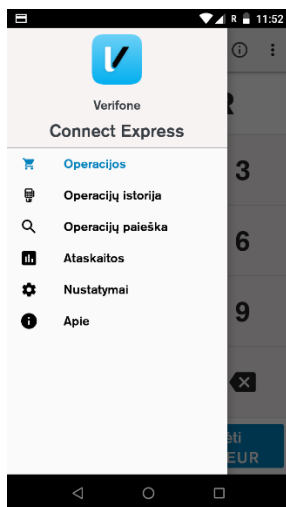 R 11:52
Verifone
Connect Express
Operacijos
Operacijų istorija
Operacijų paieška
Ataskaitos
Nustatymai
Apie
3
6
9
EUR